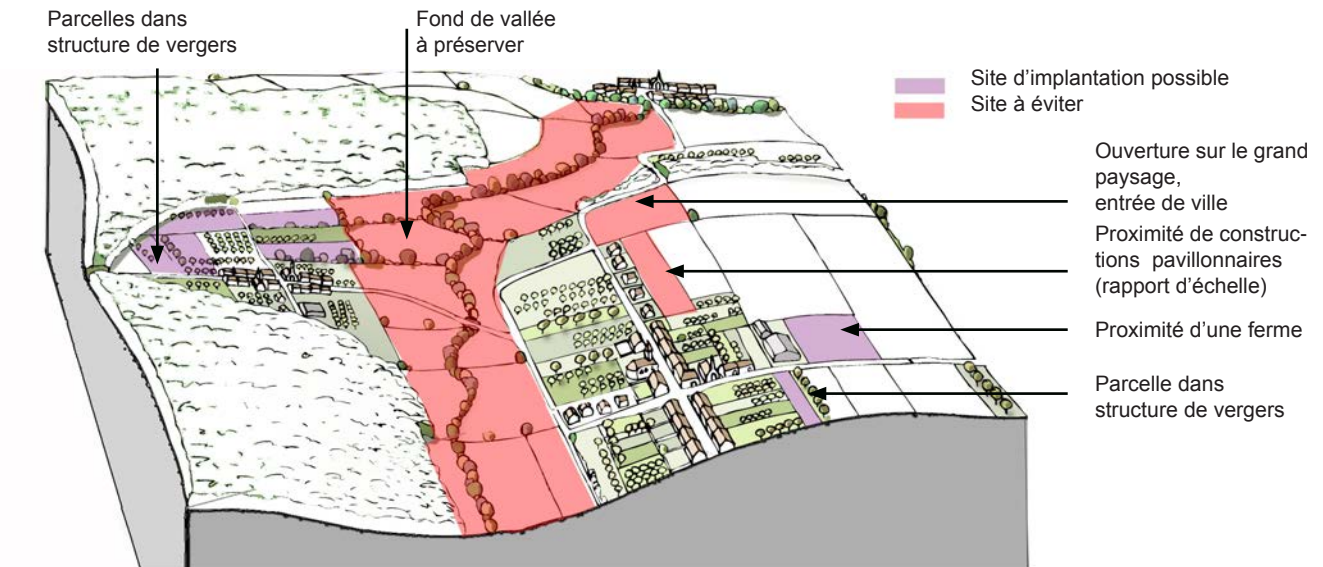 Parcelles dans
structure de vergers
Fond de vallée
à préserver
Site d’implantation possible
Site à éviter
Ouverture sur le grand
paysage,
entrée de ville
Proximité de construc-
tions pavillonnaires
(rapport d’échelle)
Proximité d’une ferme
Parcelle dans
structure de vergers